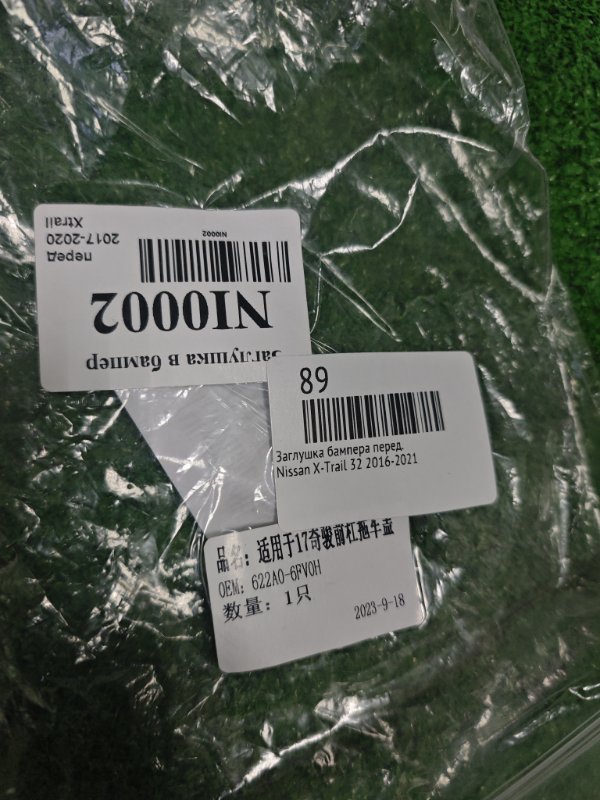 Заглушка в бампер
NI0002
NI0002
перед
2017-2020
Xtrail
89
Заглушка бампера перед.
Nissan X-Trail 32 2016-2021
品名：适用于17奇骏前杠拖车盖
OEM：622A0-6FV0H
数量：1只
2023-9-18